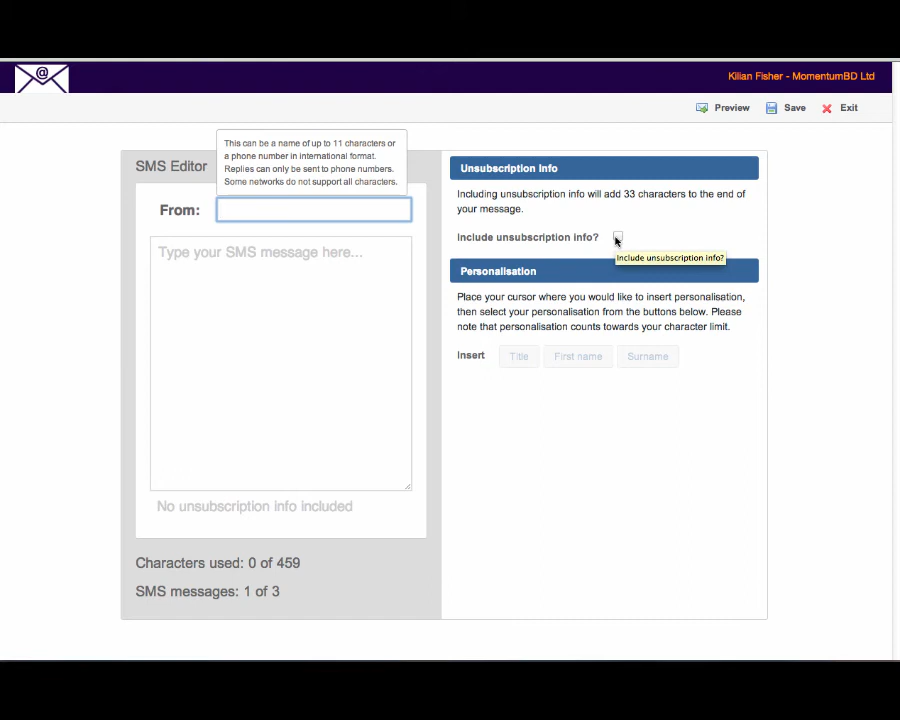 @
Kilian Fisher - MomentumBD Ltd
Preview Save Exit
This can be a name of up to 11 characters or
a phone number in international format.
Replies can only be sent to phone numbers.
Some networks do not support all characters.
SMS Editor
From:
Type your SMS message here...
No unsubscription info included
Characters used: 0 of 459
SMS messages: 1 of 3
Unsubscription Info
Including unsubscription info will add 33 characters to the end of
your message.
Include unsubscription info?
Include unsubscription info?
Personalisation
Place your cursor where you would like to insert personalisation,
then select your personalisation from the buttons below. Please
note that personalisation counts towards your character limit.
Insert Title First name Surname